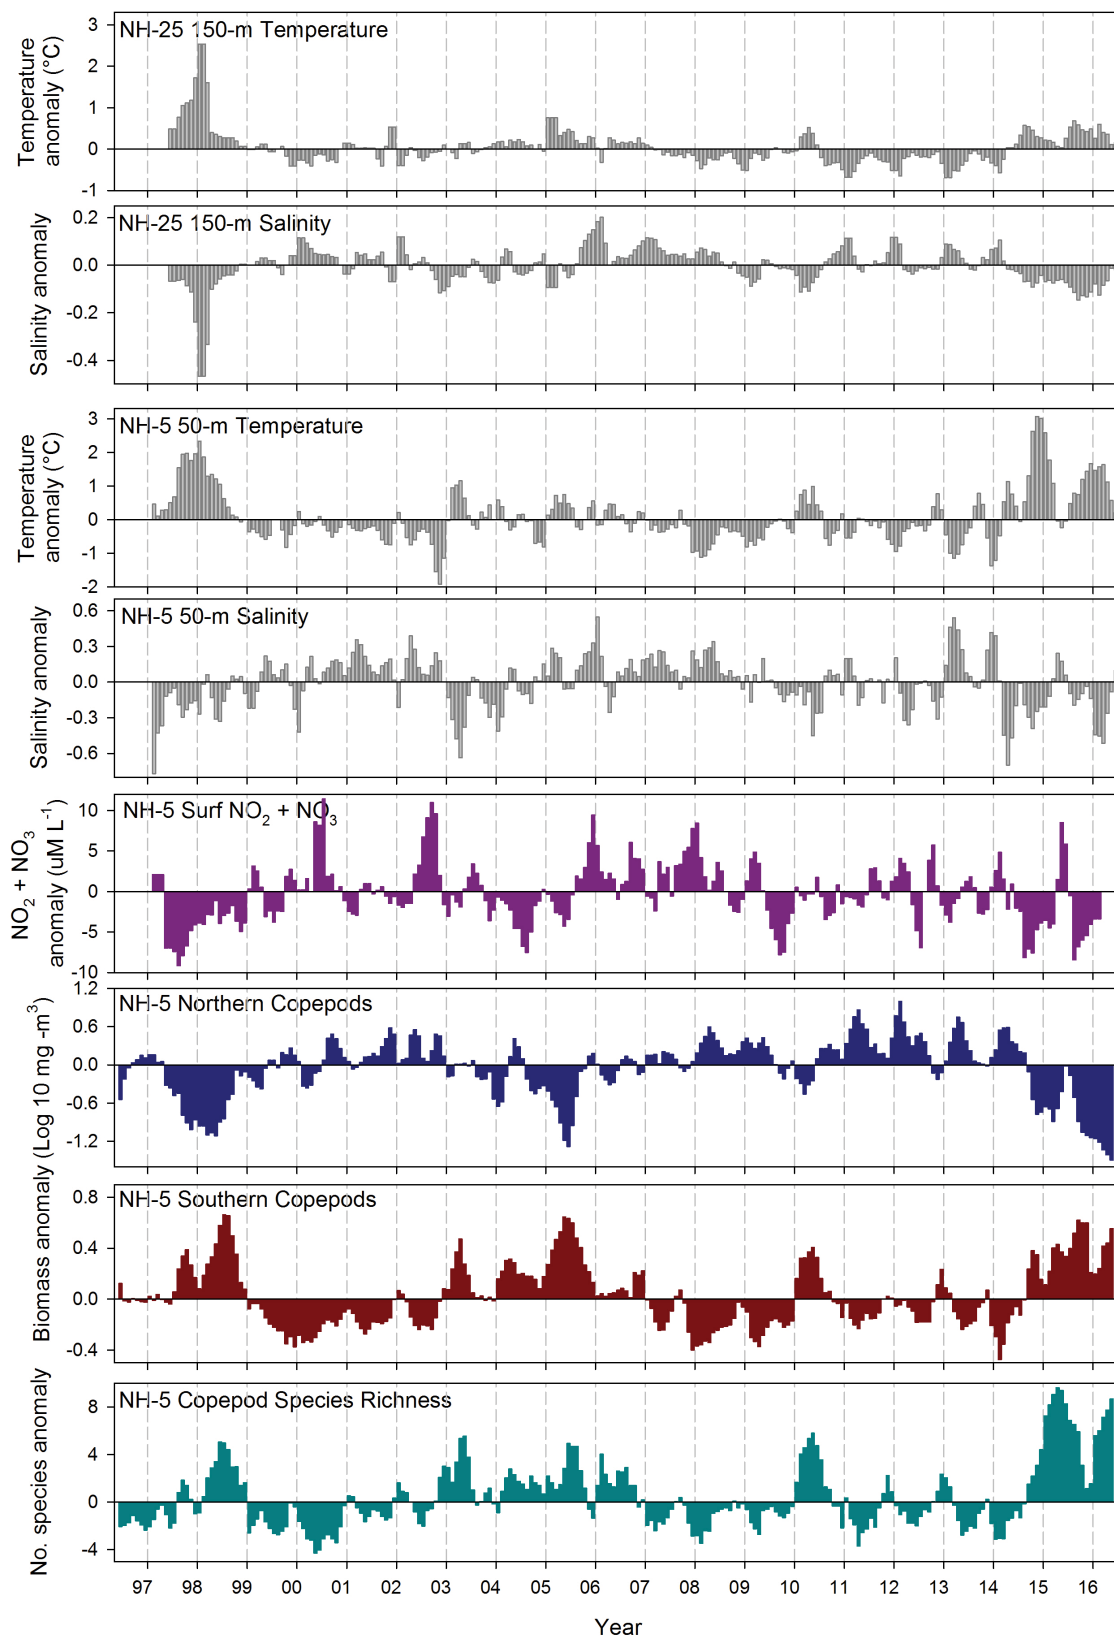 NH-25 150-m Temperature
Temperature
anomaly (°C)
3
2
1
0
-1
NH-25 150-m Salinity
Salinity anomaly
0.2
0.0
-0.2
-0.4
NH-5 50-m Temperature
Temperature
anomaly (°C)
3
2
1
0
-1
-2
NH-5 50-m Salinity
Salinity anomaly
0.6
0.3
0.0
-0.3
-0.6
NH-5 Surf NO₂ + NO₃
NO₂ + NO₃
anomaly (uM L⁻¹)
10
5
0
-5
-10
NH-5 Northern Copepods
Biomass anomaly (Log 10 mg -m³)
1.2
0.6
0.0
-0.6
-1.2
NH-5 Southern Copepods
0.8
0.4
0.0
-0.4
NH-5 Copepod Species Richness
No. species anomaly
8
4
0
-4
97 98 99 00 01 02 03 04 05 06 07 08 09 10 11 12 13 14 15 16
Year